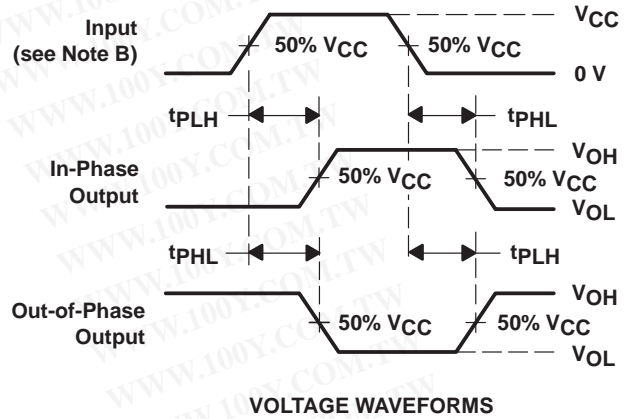 Input
(see Note B)
50% VCC
50% VCC
VCC
0 V
tPLH
tPHL
In-Phase
Output
50% VCC
50% VCC
VOH
VOL
tPHL
tPLH
Out-of-Phase
Output
50% VCC
50% VCC
VOH
VOL
VOLTAGE WAVEFORMS
WWW.100Y.COM.TW